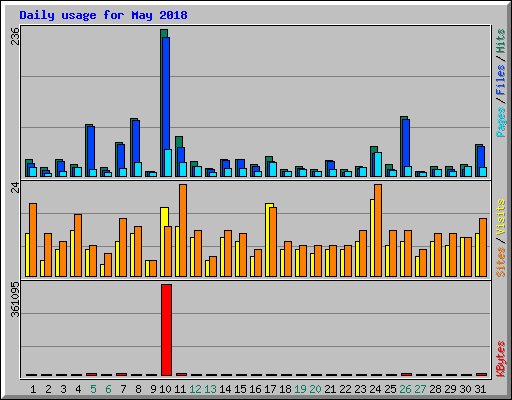 Daily usage for May 2018
236
Pages / Files / Hits
24
Sites / Visits
361095
KBytes
1 2 3 4 5 6 7 8 9 10 11 12 13 14 15 16 17 18 19 20 21 22 23 24 25 26 27 28 29 30 31